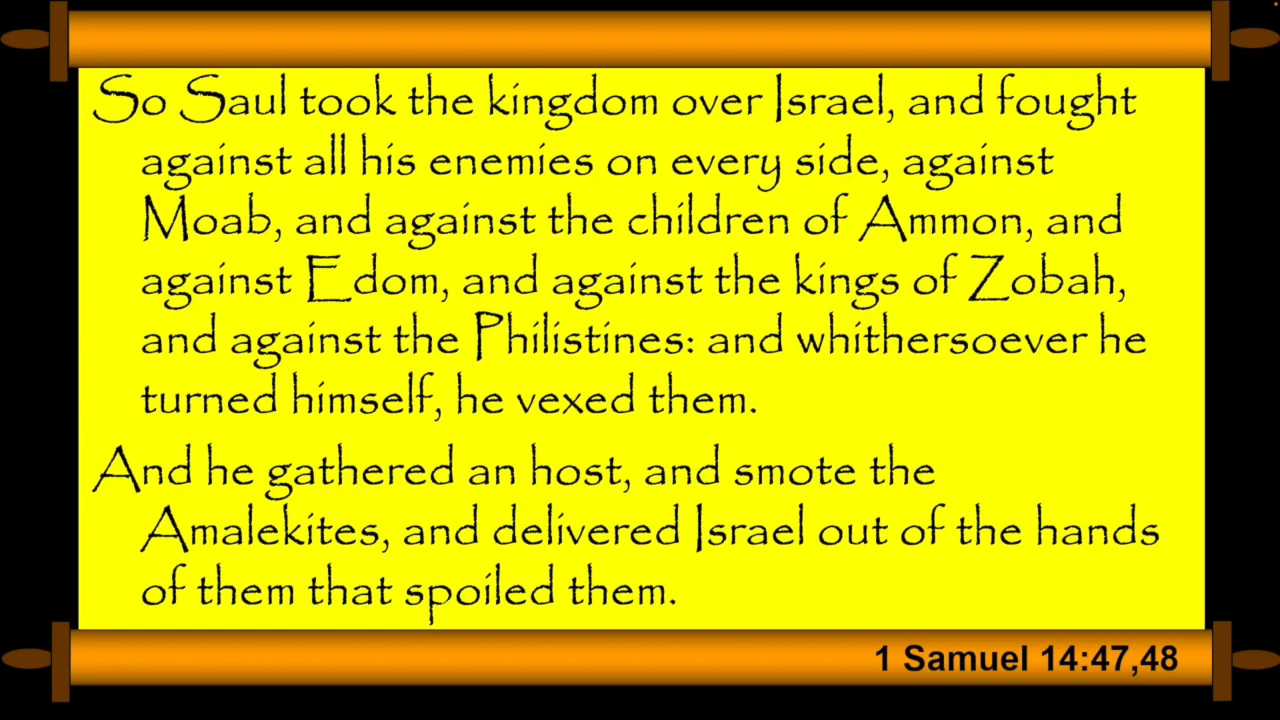 So Saul took the kingdom over Israel, and fought
against all his enemies on every side, against
Moab, and against the children of Ammon, and
against Edom, and against the kings of Zobah,
and against the Philistines: and whithersoever he
turned himself, he vexed them.
And he gathered an host, and smote the
Amalekites, and delivered Israel out of the hands
of them that spoiled them.
1 Samuel 14:47,48